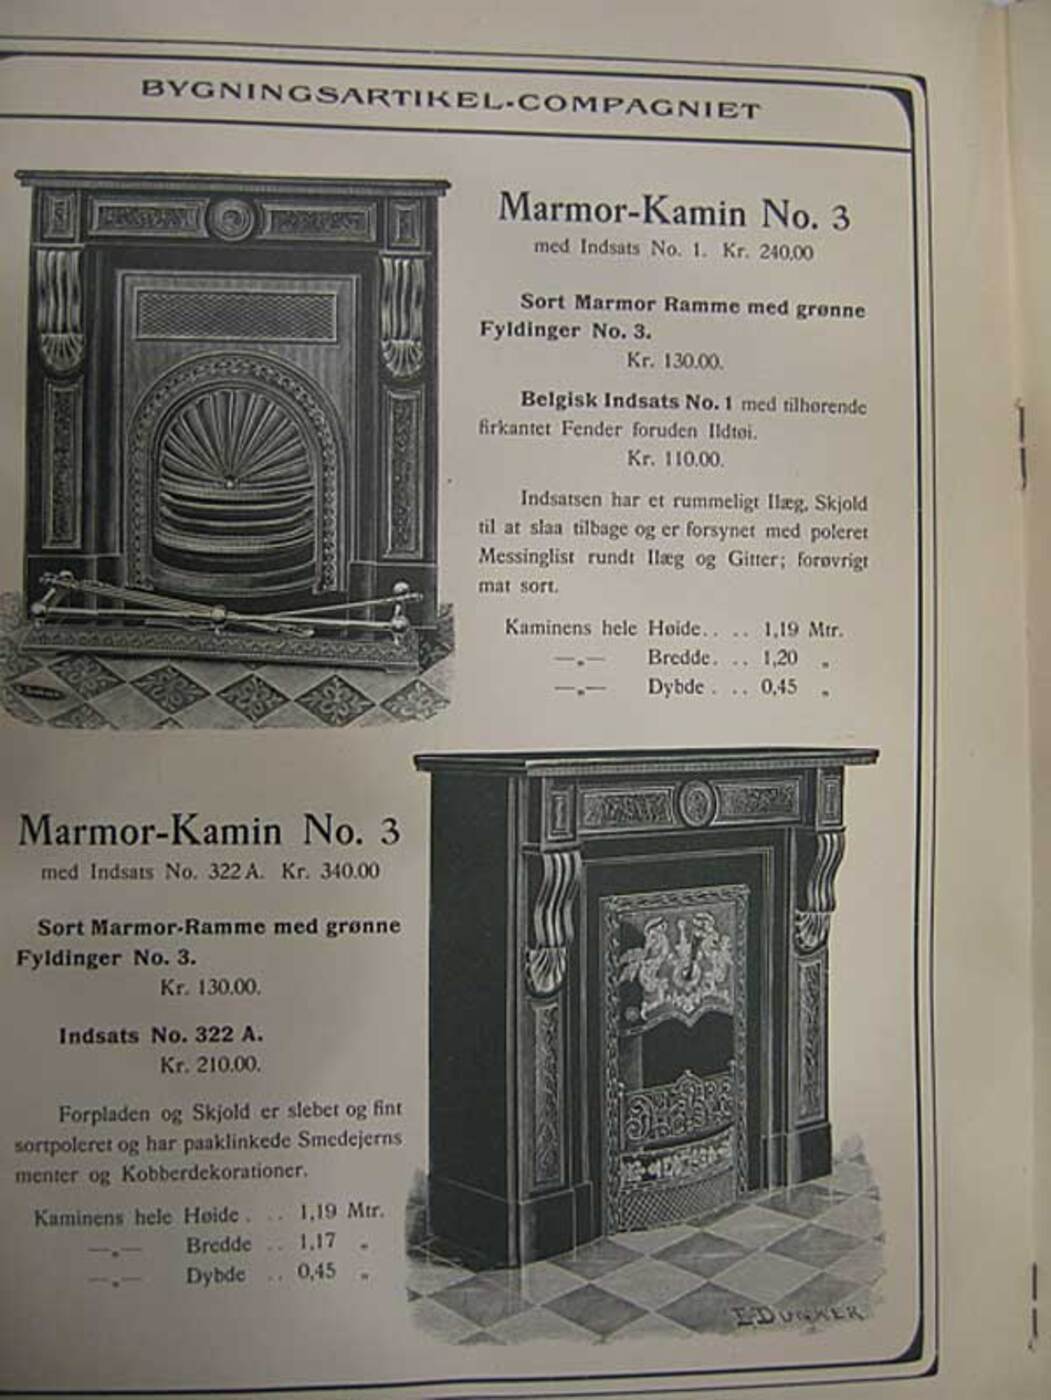 BYGNINGSARTIKEL-COMPAGNIET
Marmor-Kamin No. 3
med Indsats No. 1. Kr. 240.00
Sort Marmor Ramme med grønne
Fyldinger No. 3.
Kr. 130.00.
Belgisk Indsats No. 1 med tilhørende
firkantet Fender foruden Ildtøi.
Kr. 110.00.
Indsatsen har et rummeligt Ilæg, Skjold
til at slaa tilbage og er forsynet med poleret
Messinglist rundt Ilæg og Gitter; forøvrigt
mat sort.
Kaminens hele Høide.. .. 1,19 Mtr.
—„— Bredde. .. 1,20 „
—„— Dybde . .. 0,45 „
Marmor-Kamin No. 3
med Indsats No. 322 A. Kr. 340.00
Sort Marmor-Ramme med grønne
Fyldinger No. 3.
Kr. 130.00.
Indsats No. 322 A.
Kr. 210.00.
Forpladen og Skjold er slebet og fint
sortpoleret og har paaklinkede Smedejerns
menter og Kobberdekorationer.
Kaminens hele Høide . .. 1,19 Mtr.
—„— Bredde .. 1,17 „
—„— Dybde .. 0,45 „
E. DUNKER